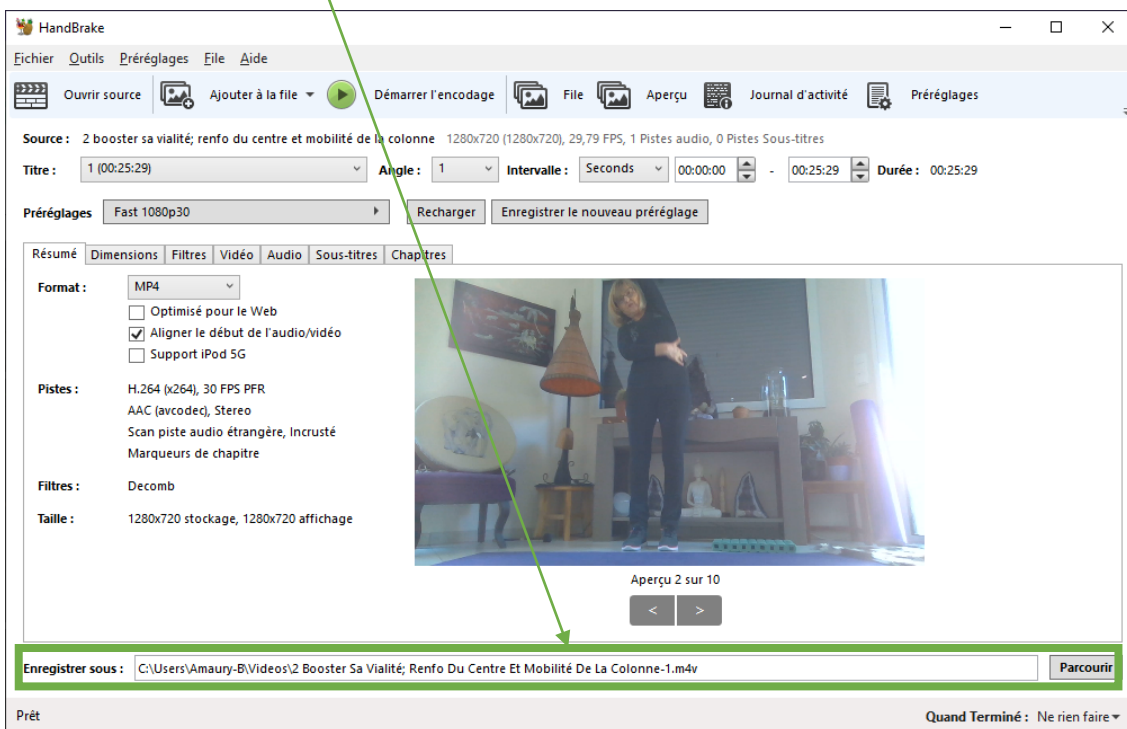 HandBrake
Fichier Outils Préréglages File Aide
Ouvrir source Ajouter à la file Démarrer l'encodage File Aperçu Journal d'activité Préréglages
Source : 2 booster sa vialité; renfo du centre et mobilité de la colonne 1280x720 (1280x720), 29,79 FPS, 1 Pistes audio, 0 Pistes Sous-titres
Titre : 1 (00:25:29) Angle : 1 Intervalle : Seconds 00:00:00 - 00:25:29 Durée : 00:25:29
Préréglages Fast 1080p30 Recharger Enregistrer le nouveau préréglage
Résumé Dimensions Filtres Vidéo Audio Sous-titres Chapitres
Format : MP4
Optimisé pour le Web
Aligner le début de l'audio/vidéo
Support iPod 5G
Pistes : H.264 (x264), 30 FPS PFR
AAC (avcodec), Stereo
Scan piste audio étrangère, Incrusté
Marqueurs de chapitre
Filtres : Decomb
Taille : 1280x720 stockage, 1280x720 affichage
Aperçu 2 sur 10
< >
Enregistrer sous : C:\Users\Amaury-B\Videos\2 Booster Sa Vialité; Renfo Du Centre Et Mobilité De La Colonne-1.m4v Parcourir
Prêt Quand Terminé : Ne rien faire